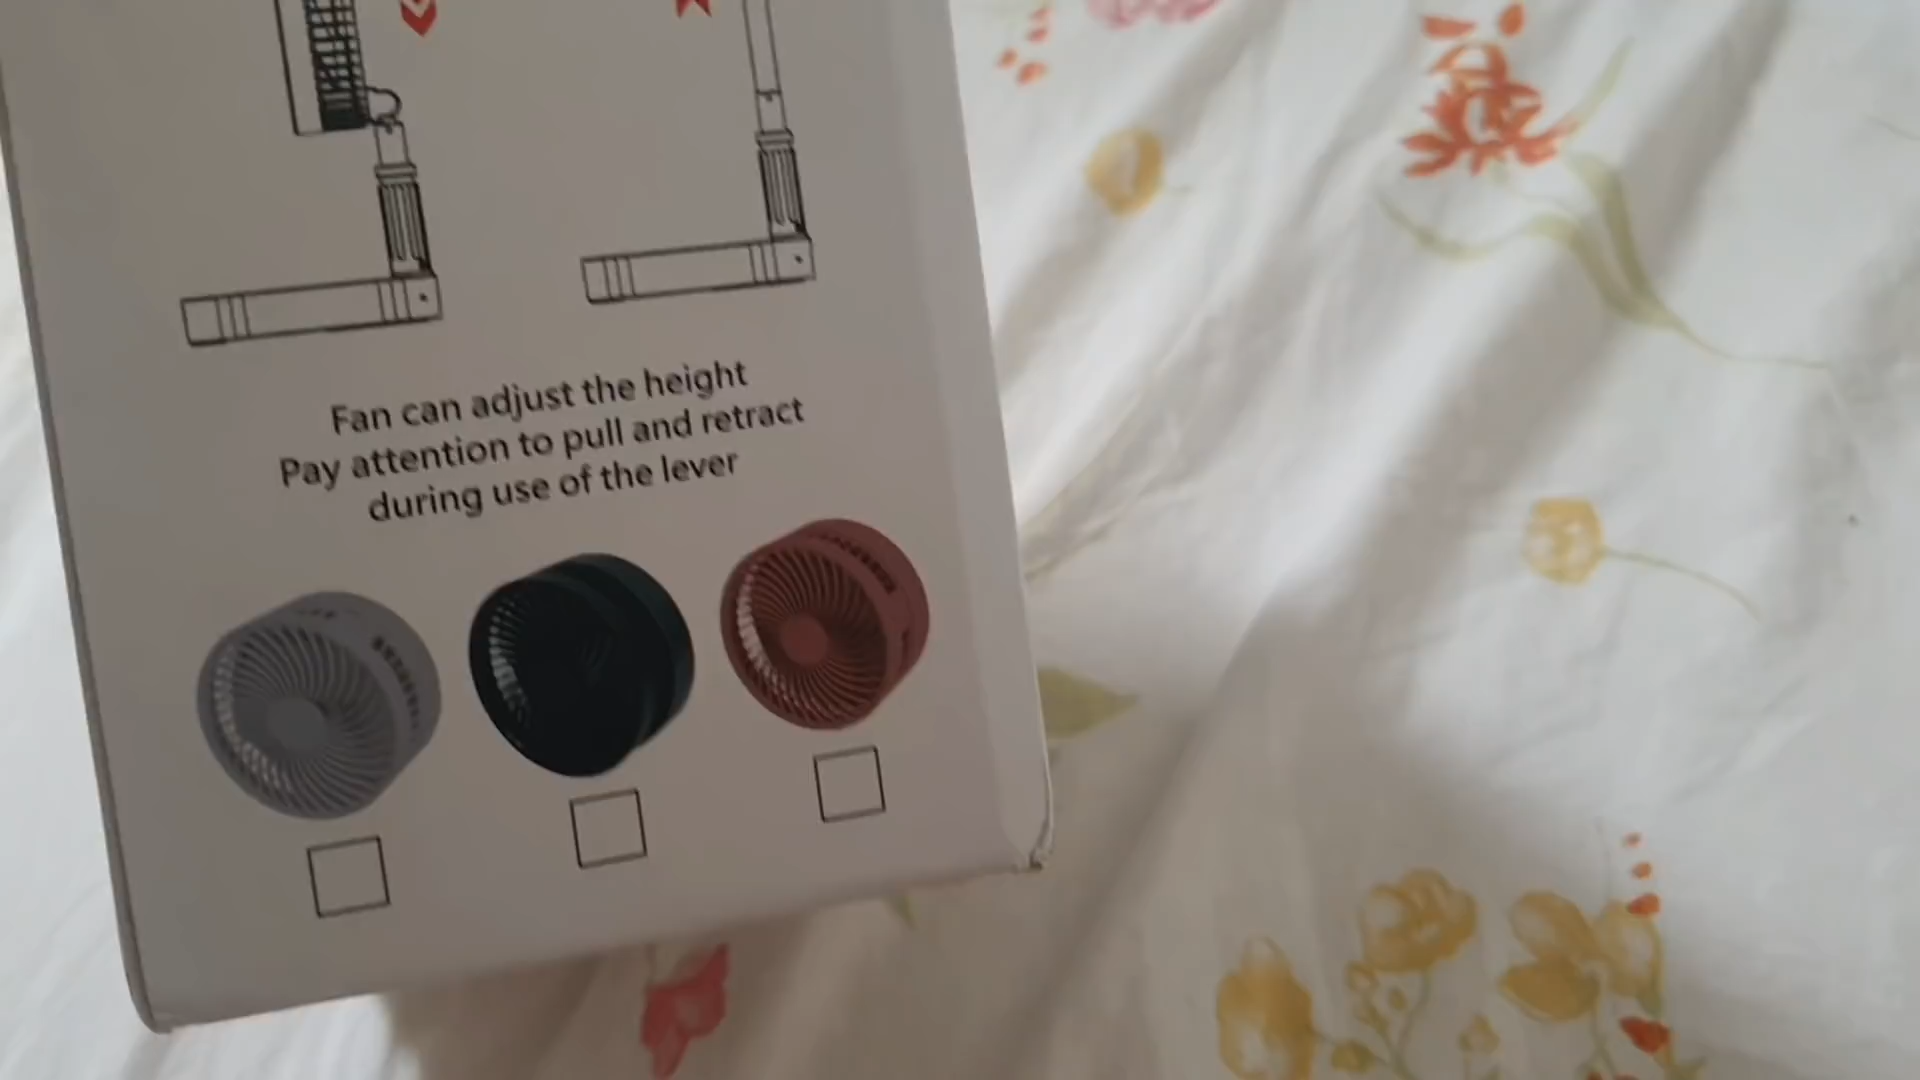 Fan can adjust the height
Pay attention to pull and retract
during use of the lever